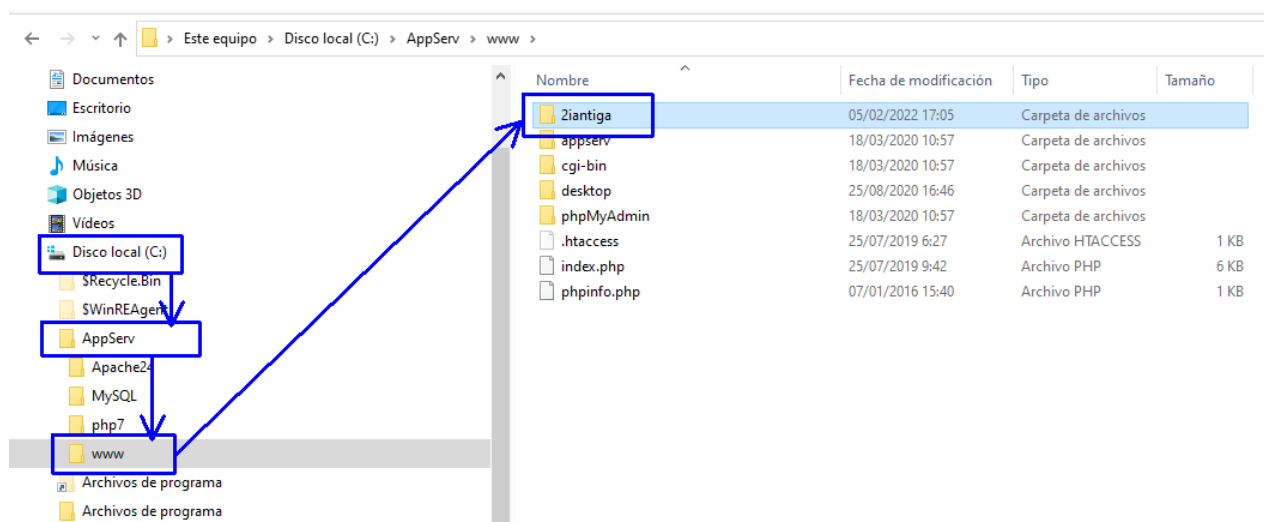 Este equipo > Disco local (C:) > AppServ > www >
Documentos
Escritorio
Imágenes
Música
Objetos 3D
Vídeos
Disco local (C:)
$Recycle.Bin
$WinREAgent
AppServ
Apache24
MySQL
php7
www
Archivos de programa
Archivos de programa
Nombre Fecha de modificación Tipo Tamaño
2iantiga 05/02/2022 17:05 Carpeta de archivos
appserv 18/03/2020 10:57 Carpeta de archivos
cgi-bin 18/03/2020 10:57 Carpeta de archivos
desktop 25/08/2020 16:46 Carpeta de archivos
phpMyAdmin 18/03/2020 10:57 Carpeta de archivos
.htaccess 25/07/2019 6:27 Archivo HTACCESS 1 KB
index.php 25/07/2019 9:42 Archivo PHP 6 KB
phpinfo.php 07/01/2016 15:40 Archivo PHP 1 KB